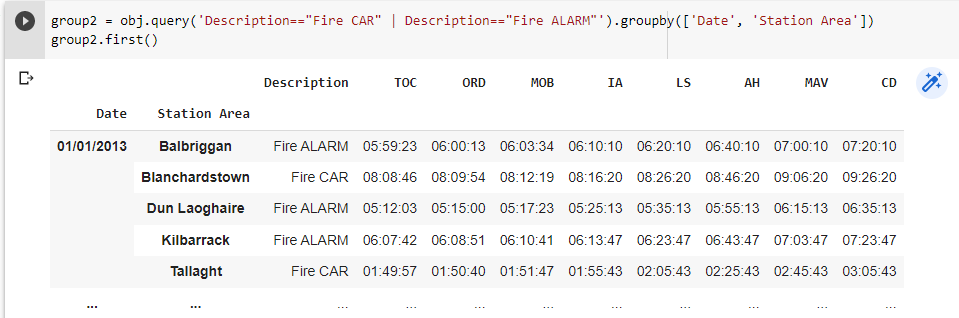 group2 = obj.query('Description=="Fire CAR" | Description=="Fire ALARM"').groupby(['Date', 'Station Area'])
group2.first()
Description TOC ORD MOB IA LS AH MAV CD
Date Station Area
01/01/2013 Balbriggan Fire ALARM 05:59:23 06:00:13 06:03:34 06:10:10 06:20:10 06:40:10 07:00:10 07:20:10
Blanchardstown Fire CAR 08:08:46 08:09:54 08:12:19 08:16:20 08:26:20 08:46:20 09:06:20 09:26:20
Dun Laoghaire Fire ALARM 05:12:03 05:15:00 05:17:23 05:25:13 05:35:13 05:55:13 06:15:13 06:35:13
Kilbarrack Fire ALARM 06:07:42 06:08:51 06:10:41 06:13:47 06:23:47 06:43:47 07:03:47 07:23:47
Tallaght Fire CAR 01:49:57 01:50:40 01:51:47 01:55:43 02:05:43 02:25:43 02:45:43 03:05:43
... ... ... ... ... ... ... ... ... ... ...